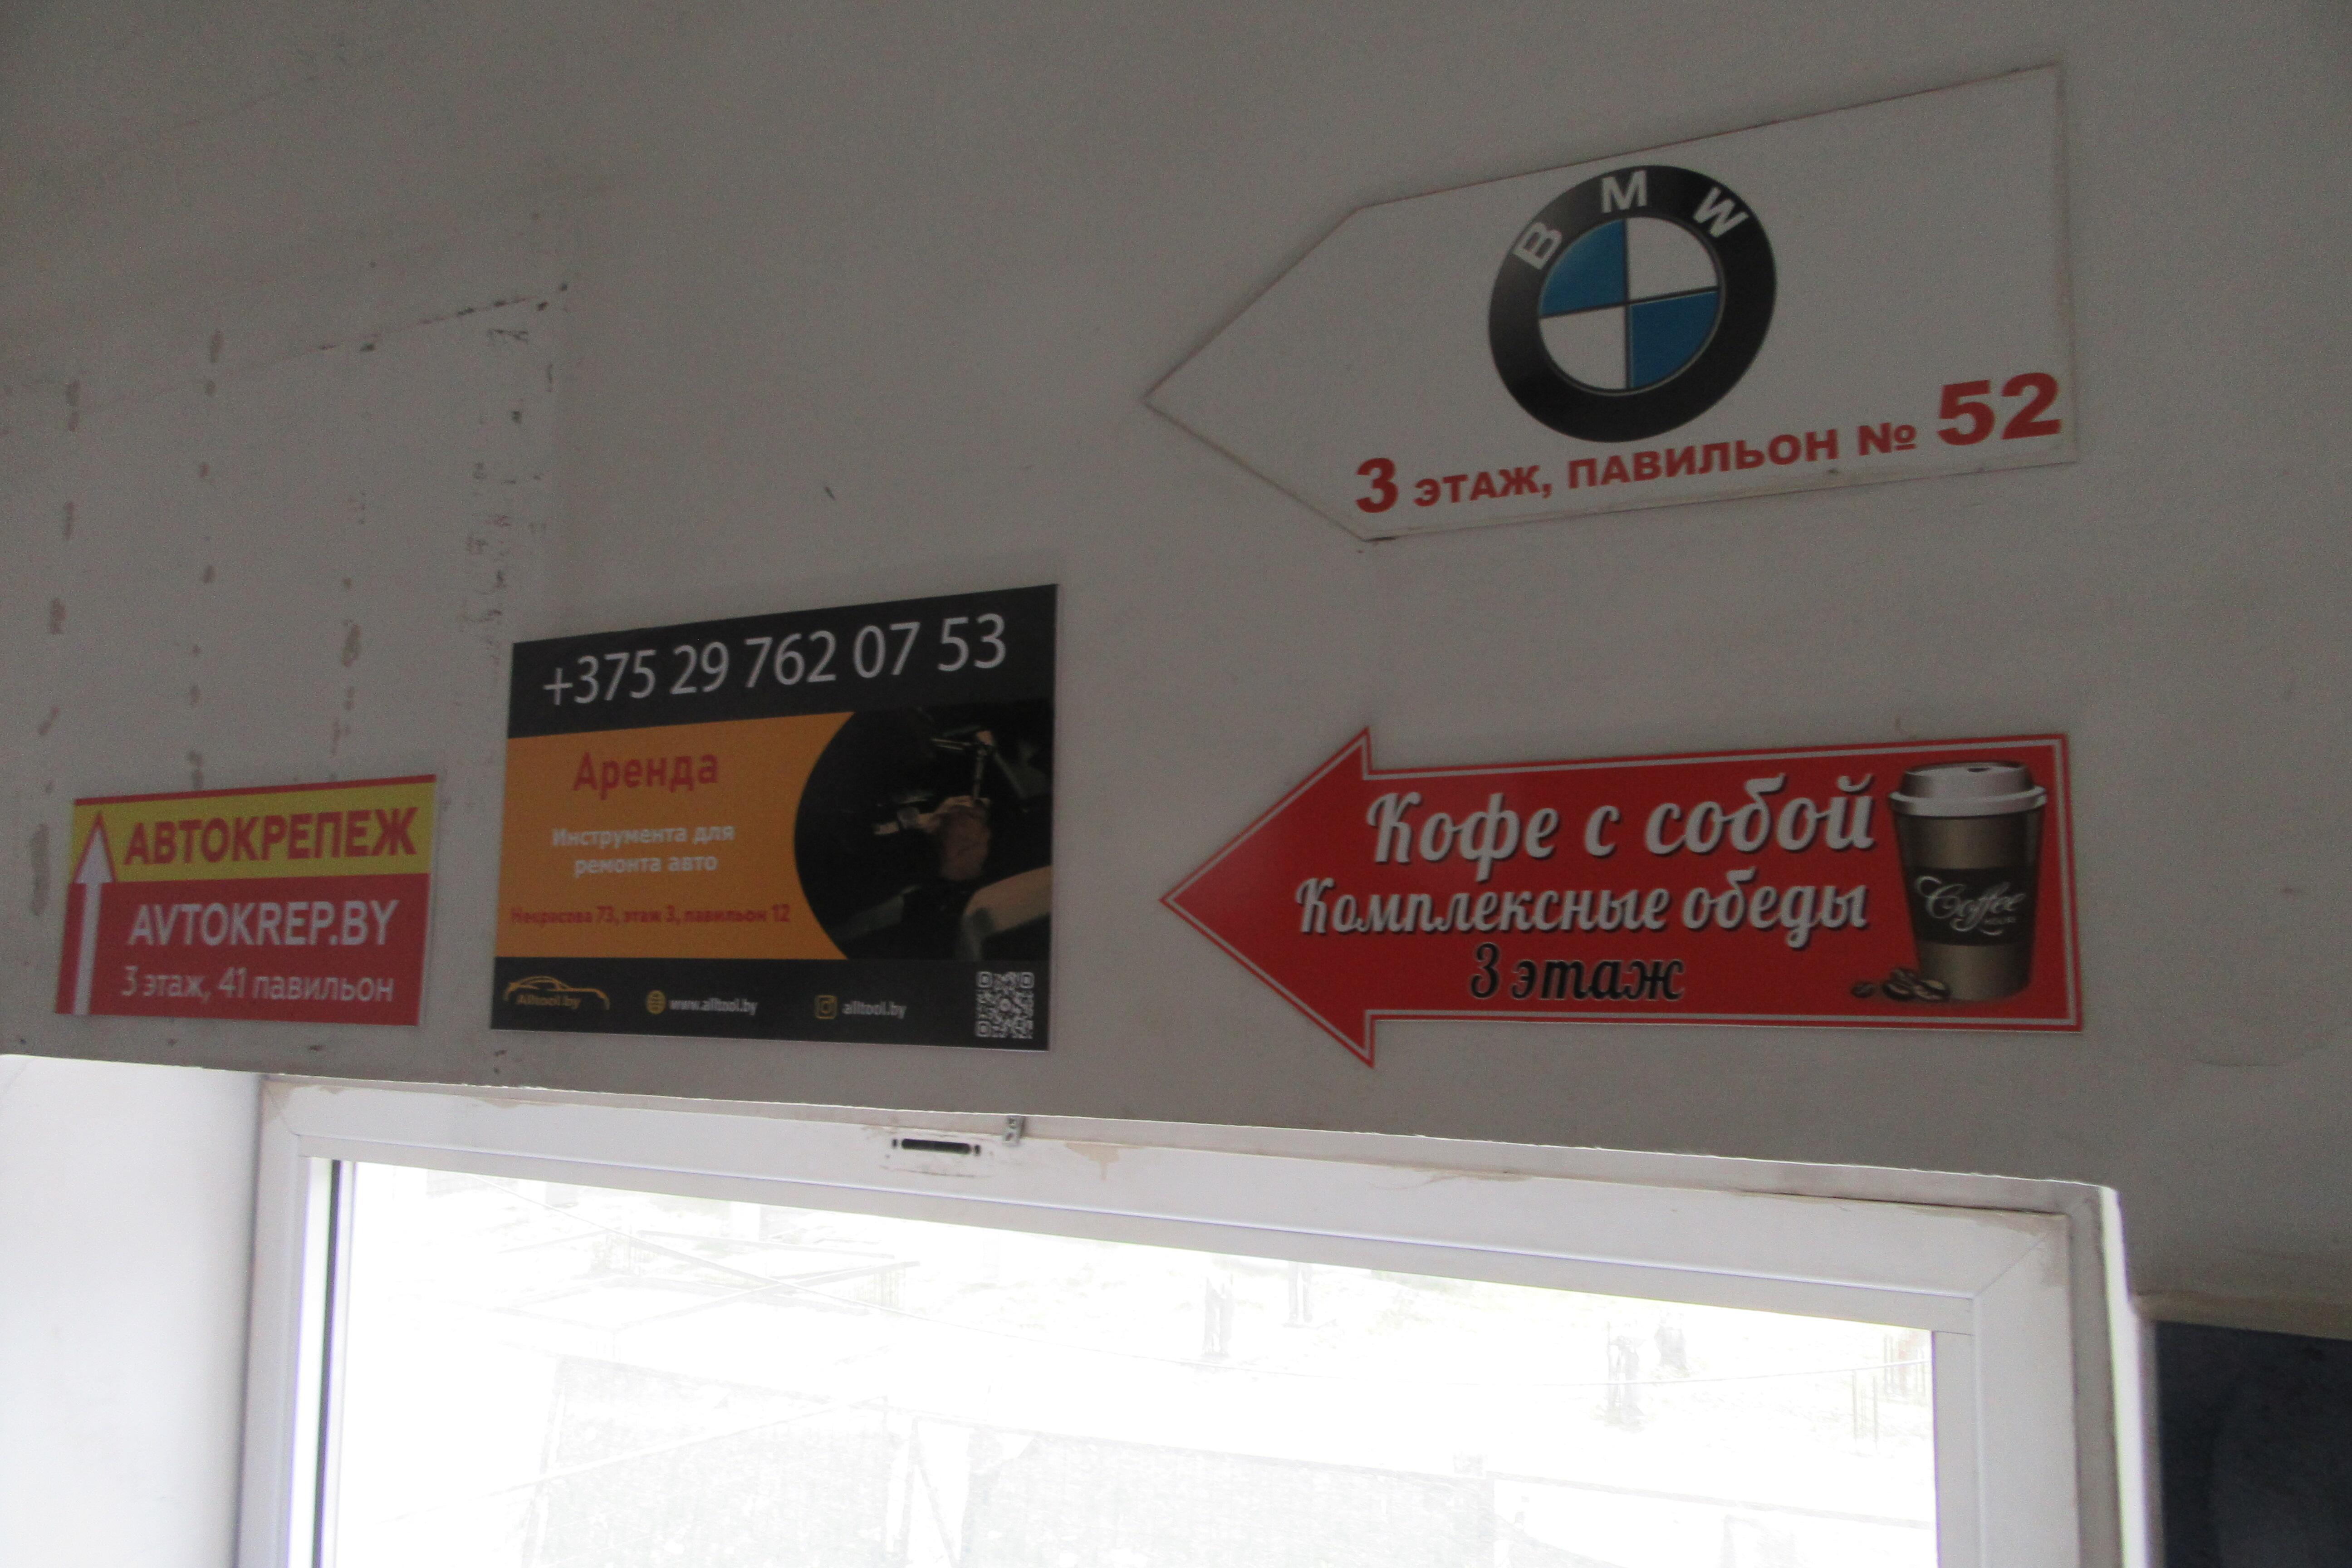 BMW
3 ЭТАЖ, ПАВИЛЬОН № 52
+375 29 762 07 53
Аренда
Инструмента для
ремонта авто
Некрасова 73, этаж 3, павильон 12
Alltool.by
www.alltool.by
alltool.by
АВТОКРЕПЕЖ
AVTOKREP.BY
3 этаж, 41 павильон
Кофе с собой
Комплексные обеды
3 этаж
Coffee